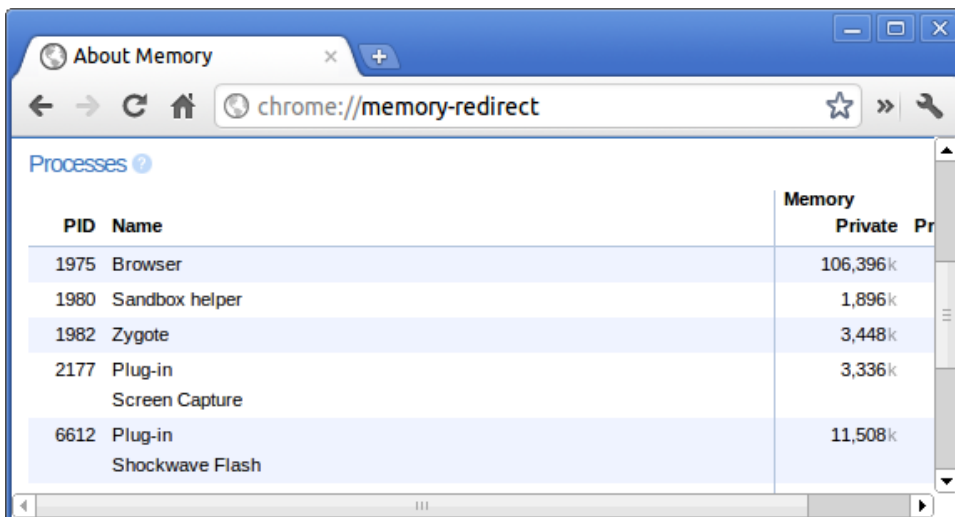 About Memory
chrome://memory-redirect
Processes ?
Memory
PID Name Private Pr
1975 Browser 106,396k
1980 Sandbox helper 1,896k
1982 Zygote 3,448k
2177 Plug-in 3,336k
Screen Capture
6612 Plug-in 11,508k
Shockwave Flash